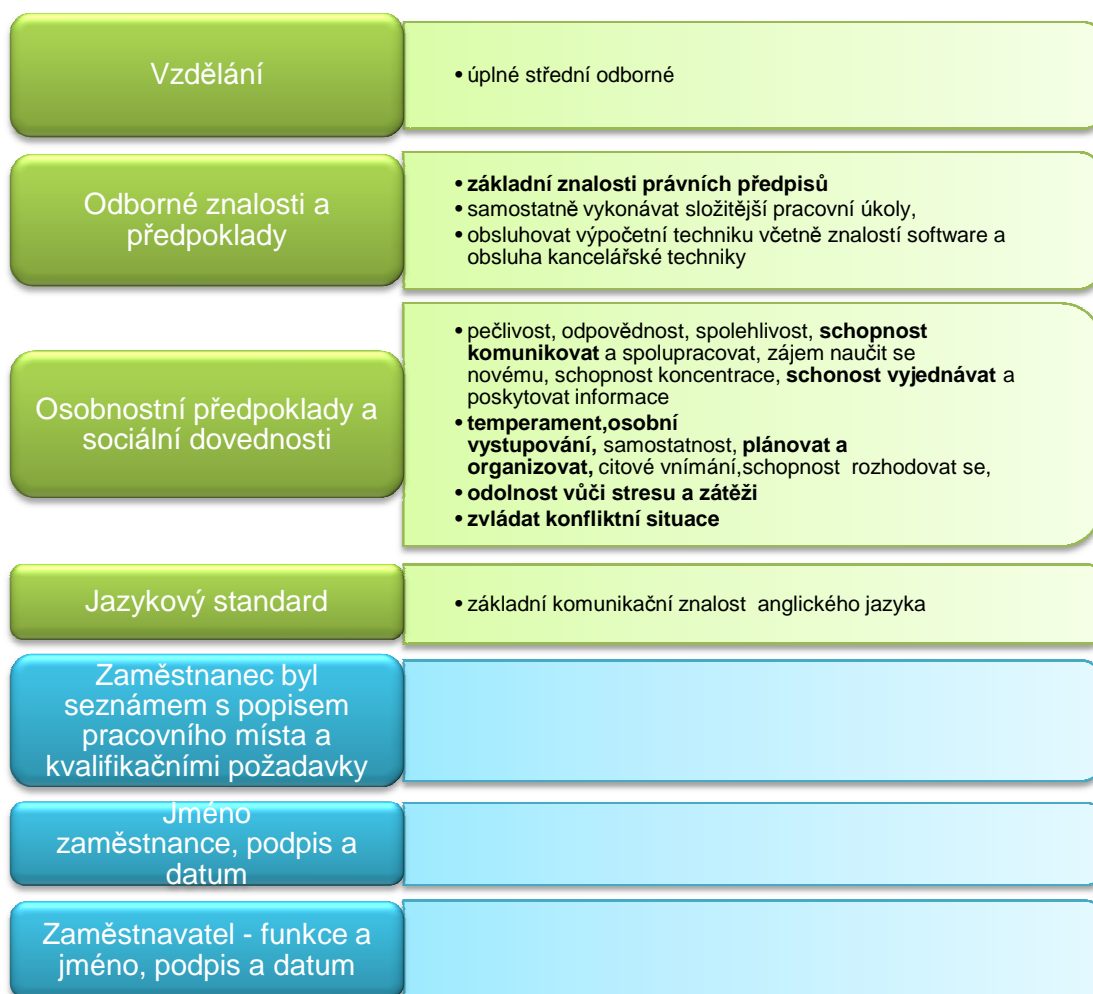 Vzdělání
• úplné střední odborné
Odborné znalosti a
předpoklady
• základní znalosti právních předpisů
• samostatně vykonávat složitější pracovní úkoly,
• obsluhovat výpočetní techniku včetně znalostí software a
obsluha kancelářské techniky
Osobnostní předpoklady a
sociální dovednosti
• pečlivost, odpovědnost, spolehlivost, schopnost
komunikovat a spolupracovat, zájem naučit se
novému, schopnost koncentrace, schonost vyjednávat a
poskytovat informace
• temperament,osobní
vystupování, samostatnost, plánovat a
organizovat, citové vnímání,schopnost  rozhodovat se,
• odolnost vůči stresu a zátěži
• zvládat konfliktní situace
Jazykový standard
• základní komunikační znalost  anglického jazyka
Zaměstnanec byl
seznámem s popisem
pracovního místa a
kvalifikačními požadavky
Jméno
zaměstnance, podpis a
datum
Zaměstnavatel - funkce a
jméno, podpis a datum